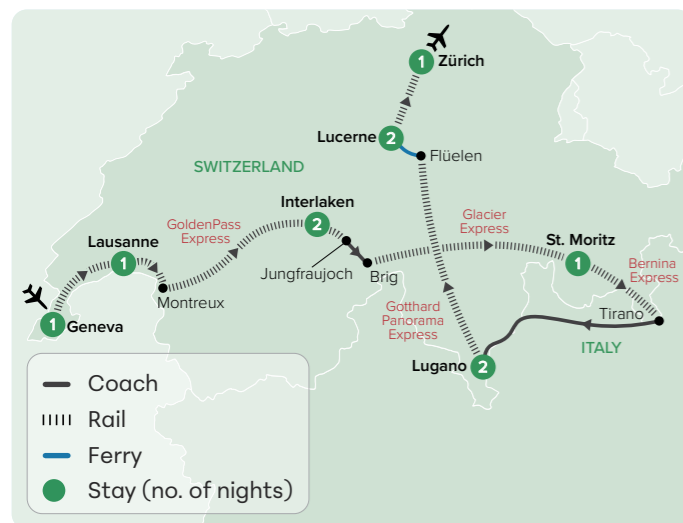 1
Zürich
Lucerne
2
Flüelen
SWITZERLAND
Interlaken
2
GoldenPass
Express
Glacier
Express
Lausanne
1
St. Moritz
1
Bernina
Express
Jungfraujoch
Brig
Montreux
Gotthard
Panorama
Express
Tirano
1
Geneva
ITALY
Lugano
2
Coach
Rail
Ferry
Stay (no. of nights)